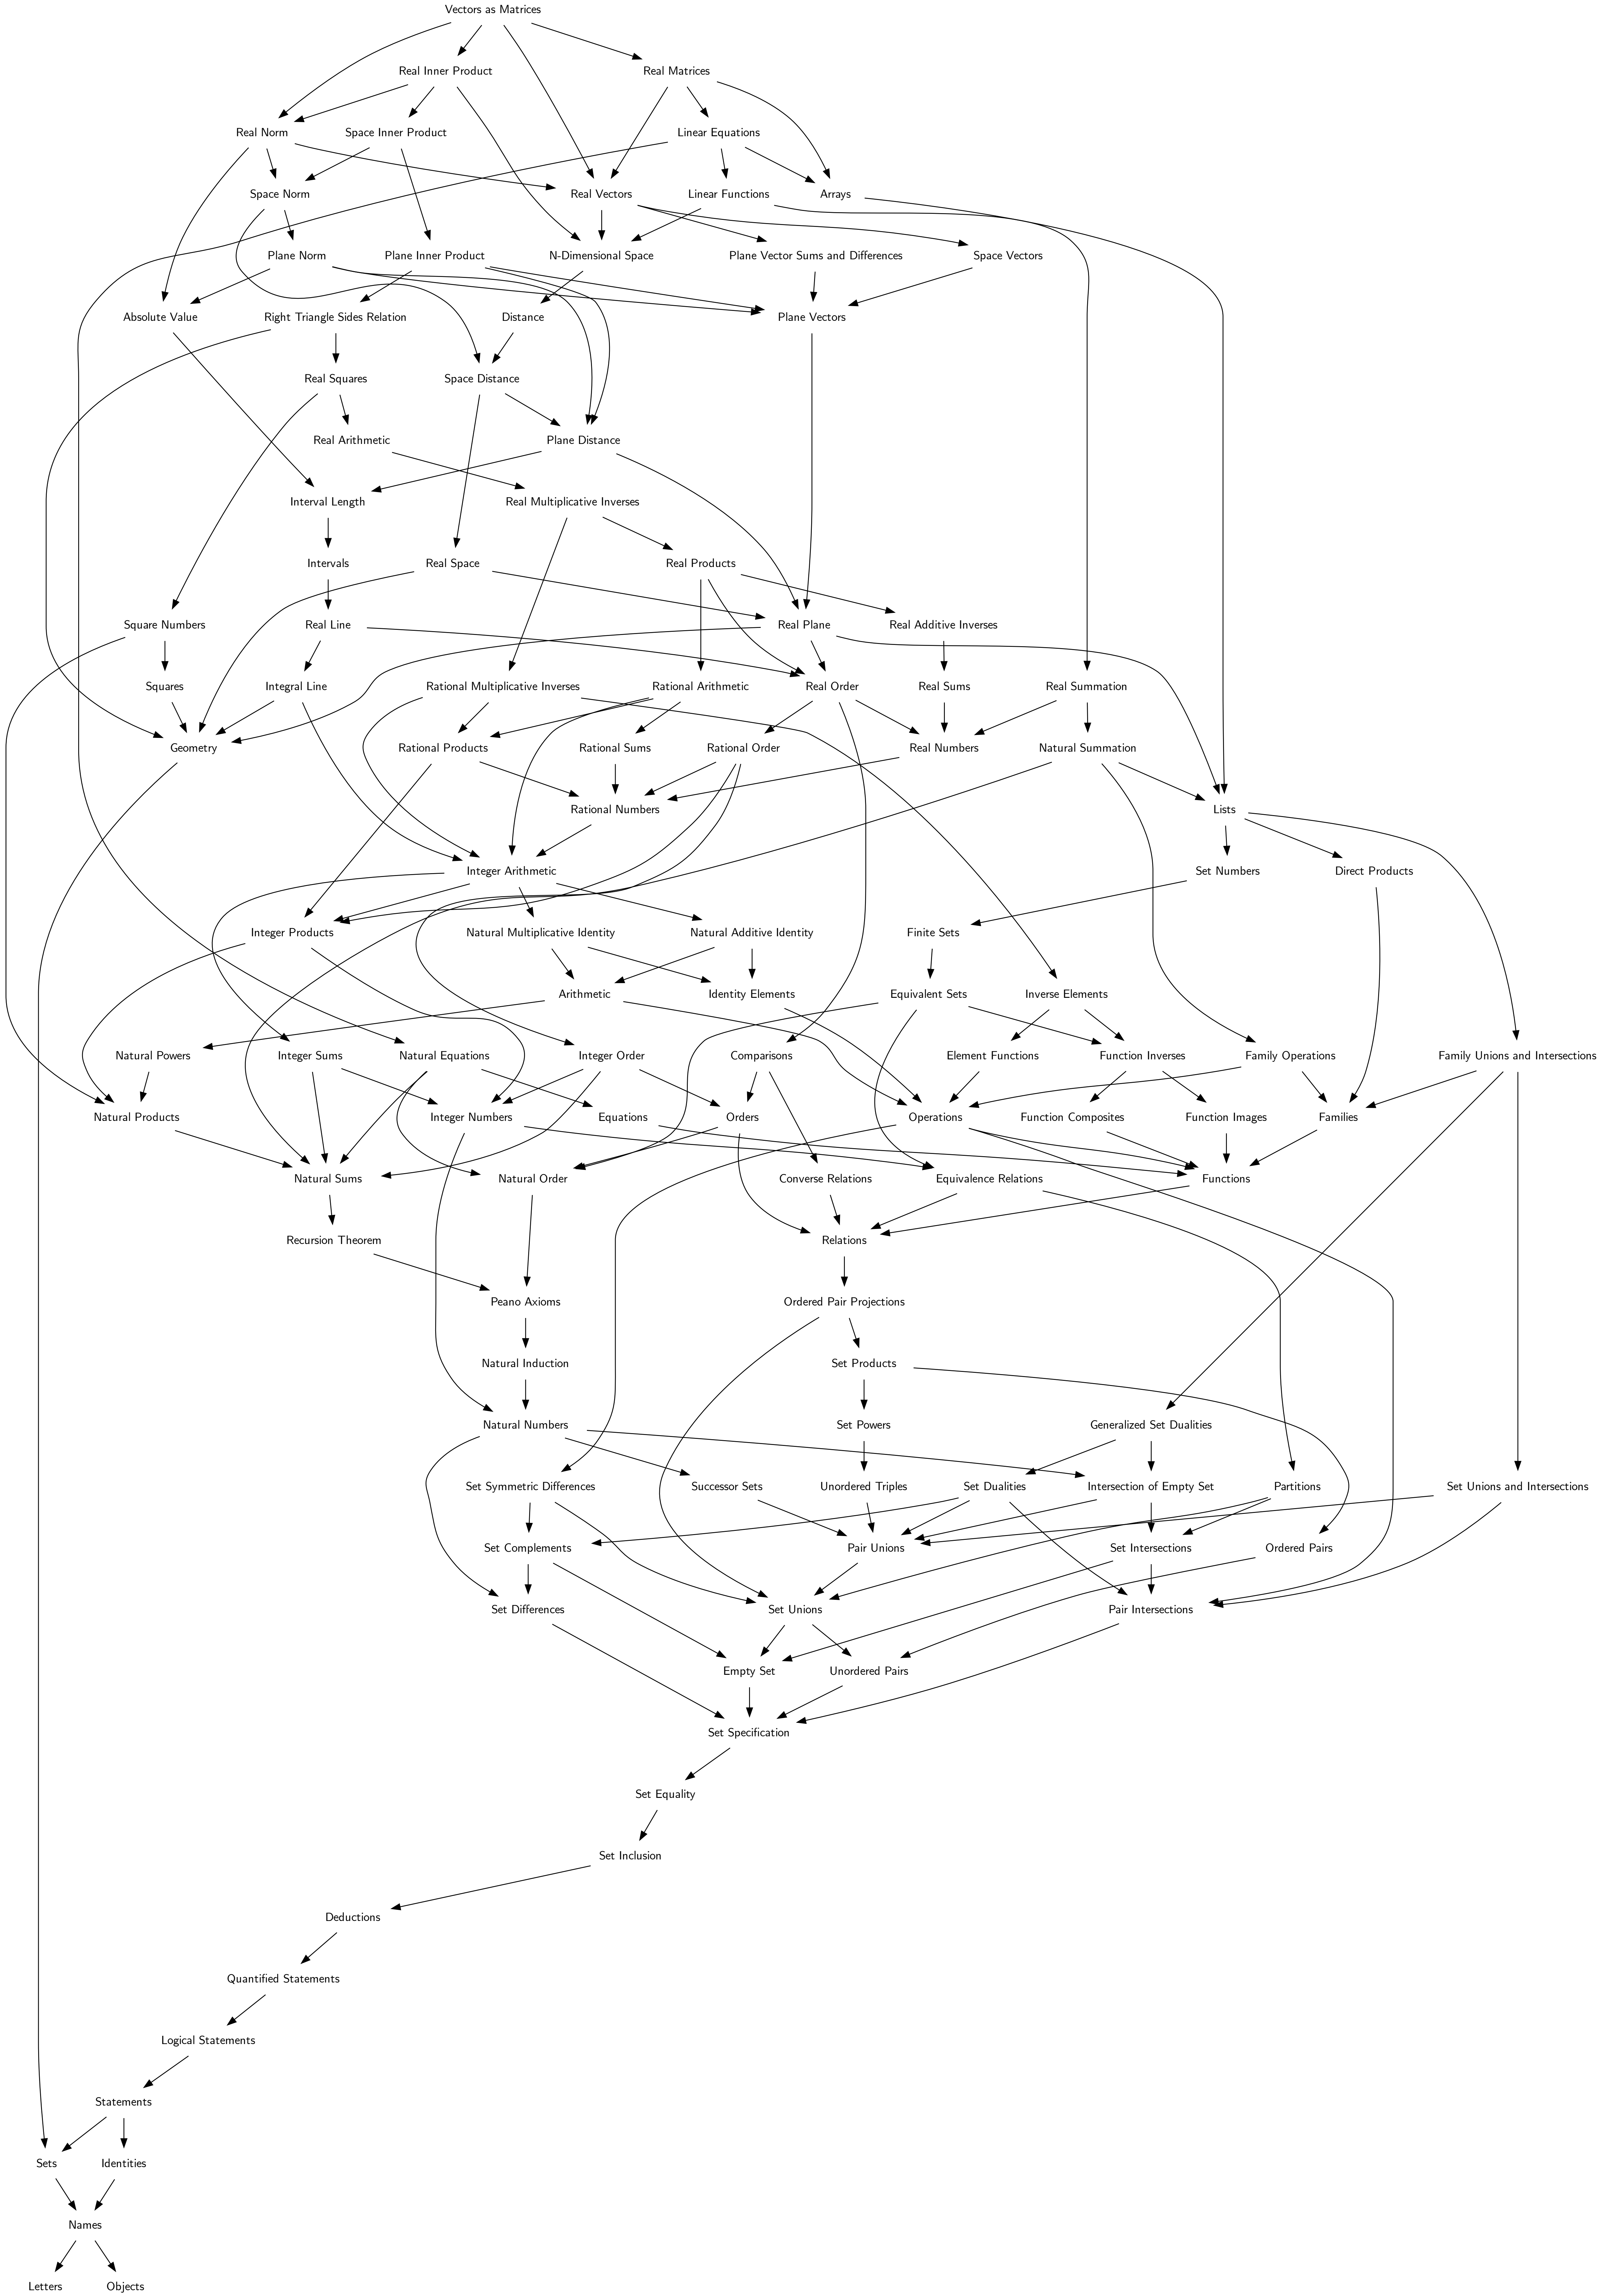 Vectors as Matrices
Real Inner Product
Real Matrices
Real Norm
Space Inner Product
Linear Equations
Space Norm
Real Vectors
Linear Functions
Arrays
Plane Norm
Plane Inner Product
N-Dimensional Space
Plane Vector Sums and Differences
Space Vectors
Absolute Value
Right Triangle Sides Relation
Distance
Plane Vectors
Real Squares
Space Distance
Real Arithmetic
Plane Distance
Interval Length
Real Multiplicative Inverses
Intervals
Real Space
Real Products
Square Numbers
Real Line
Real Plane
Real Additive Inverses
Squares
Integral Line
Rational Multiplicative Inverses
Rational Arithmetic
Real Order
Real Sums
Real Summation
Geometry
Rational Products
Rational Sums
Rational Order
Real Numbers
Natural Summation
Rational Numbers
Lists
Integer Arithmetic
Set Numbers
Direct Products
Integer Products
Natural Multiplicative Identity
Natural Additive Identity
Finite Sets
Arithmetic
Identity Elements
Equivalent Sets
Inverse Elements
Natural Powers
Integer Sums
Natural Equations
Integer Order
Comparisons
Element Functions
Function Inverses
Family Operations
Family Unions and Intersections
Natural Products
Integer Numbers
Equations
Orders
Operations
Function Composites
Function Images
Families
Natural Sums
Natural Order
Converse Relations
Equivalence Relations
Functions
Recursion Theorem
Relations
Peano Axioms
Ordered Pair Projections
Natural Induction
Set Products
Natural Numbers
Set Powers
Generalized Set Dualities
Set Symmetric Differences
Successor Sets
Unordered Triples
Set Dualities
Intersection of Empty Set
Partitions
Set Unions and Intersections
Set Complements
Pair Unions
Set Intersections
Ordered Pairs
Set Differences
Set Unions
Pair Intersections
Empty Set
Unordered Pairs
Set Specification
Set Equality
Set Inclusion
Deductions
Quantified Statements
Logical Statements
Statements
Sets
Identities
Names
Letters
Objects